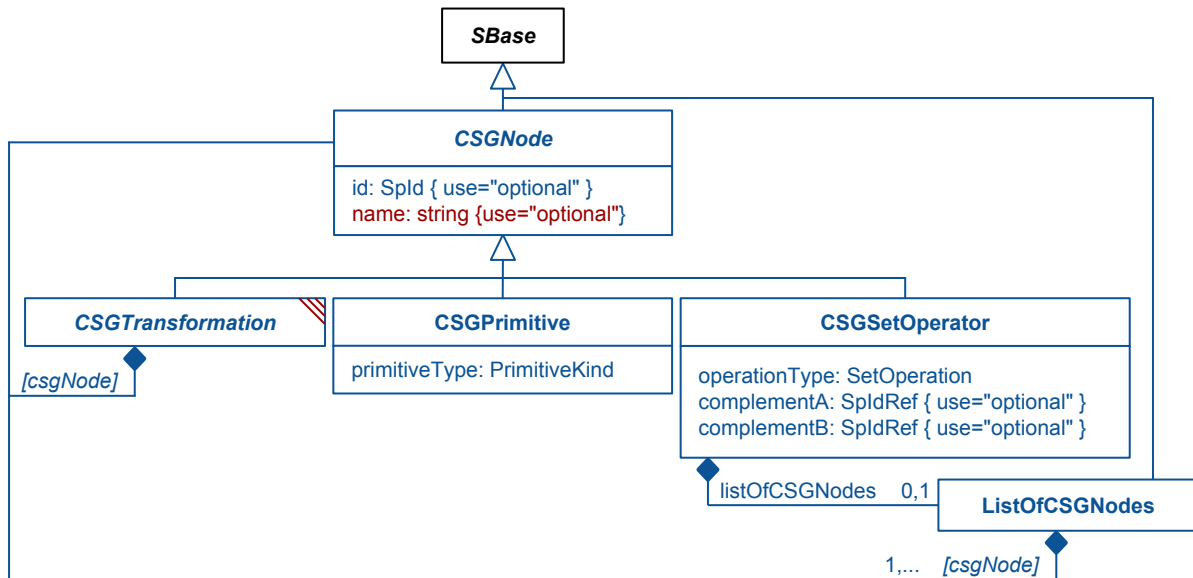 SBase
CSGNode
id: SpId { use="optional" }
name: string {use="optional"}
CSGTransformation
[csgNode]
CSGPrimitive
primitiveType: PrimitiveKind
CSGSetOperator
operationType: SetOperation
complementA: SpIdRef { use="optional" }
complementB: SpIdRef { use="optional" }
listOfCSGNodes 0,1
ListOfCSGNodes
1,... [csgNode]